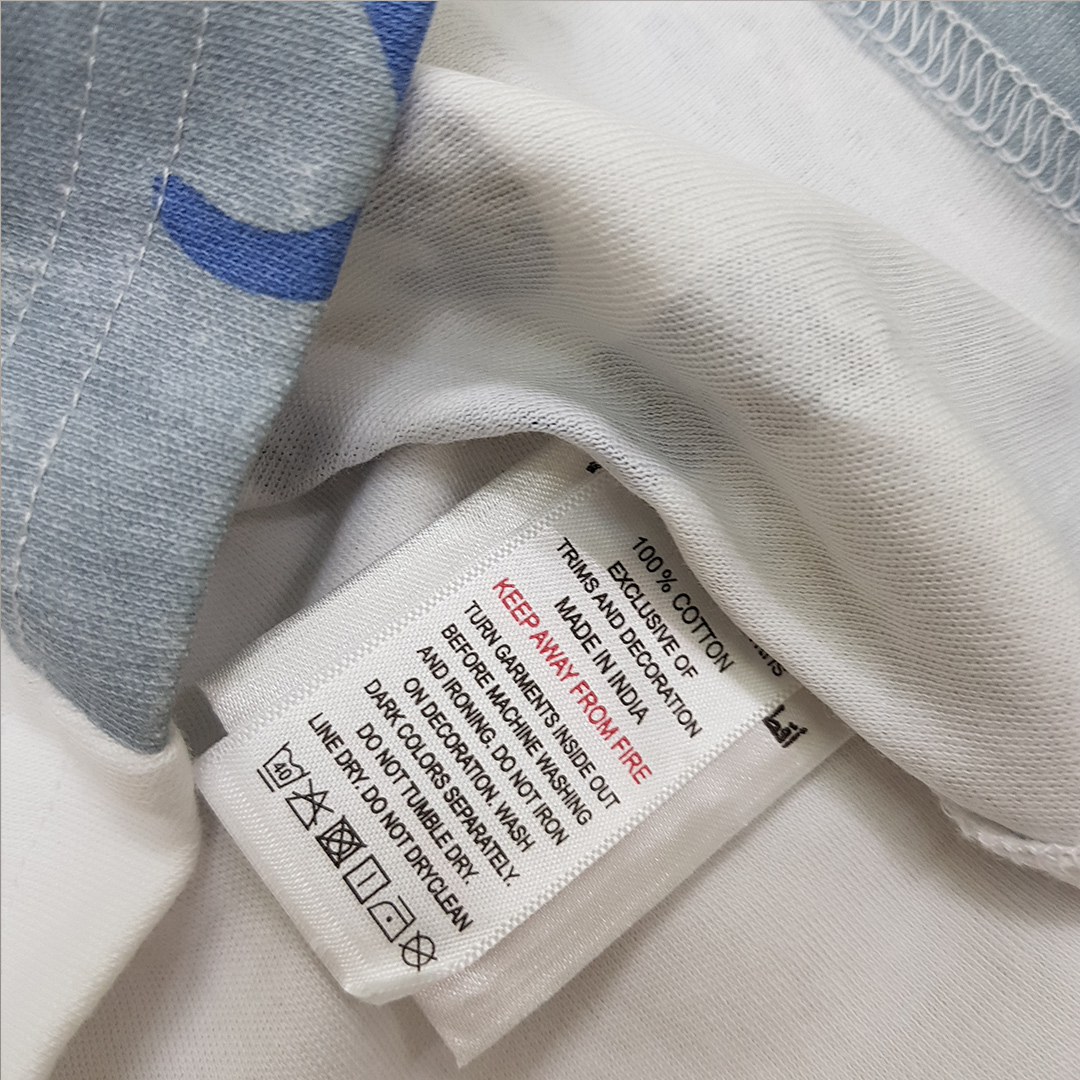 100% COTTON
EXCLUSIVE OF
TRIMS AND DECORATION
MADE IN INDIA
KEEP AWAY FROM FIRE
TURN GARMENTS INSIDE OUT
BEFORE MACHINE WASHING
AND IRONING. DO NOT IRON
ON DECORATION. WASH
DARK COLORS SEPARATELY.
DO NOT TUMBLE DRY.
LINE DRY. DO NOT DRYCLEAN
40